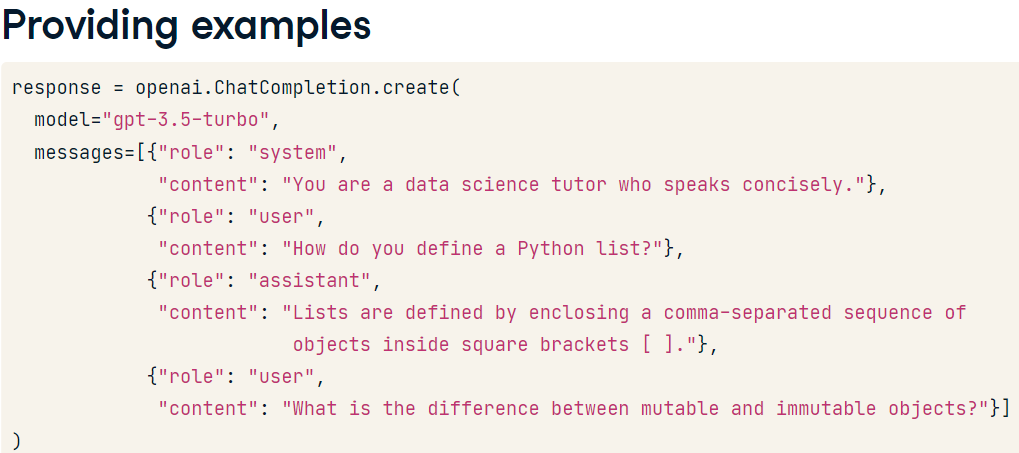 Providing examples
response = openai.ChatCompletion.create(
  model="gpt-3.5-turbo",
  messages=[{"role": "system",
             "content": "You are a data science tutor who speaks concisely."},
            {"role": "user",
             "content": "How do you define a Python list?"},
            {"role": "assistant",
             "content": "Lists are defined by enclosing a comma-separated sequence of
                         objects inside square brackets [ ]."},
            {"role": "user",
             "content": "What is the difference between mutable and immutable objects?"}]
)